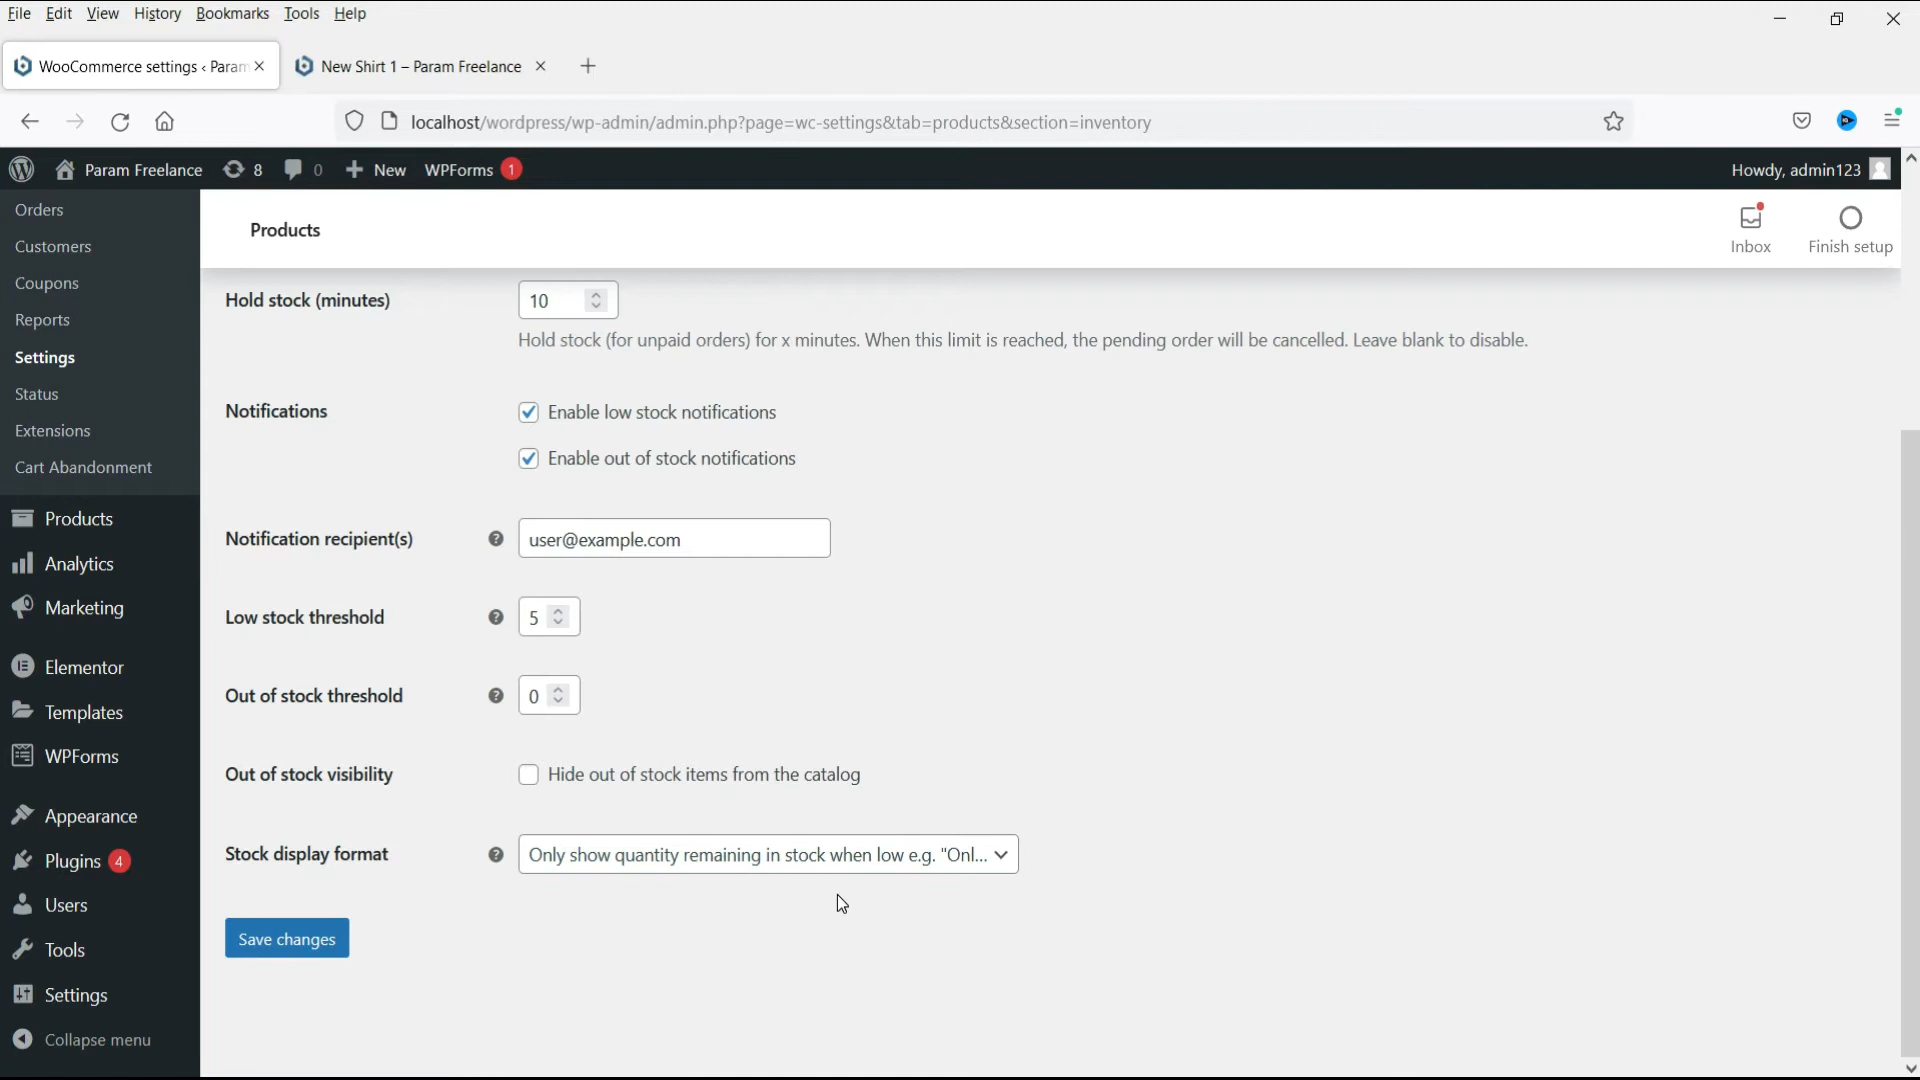 File Edit View History Bookmarks Tools Help
WooCommerce settings ‹ Param
New Shirt 1 – Param Freelance
localhost/wordpress/wp-admin/admin.php?page=wc-settings&tab=products&section=inventory
Param Freelance 8 0 New WPForms 1
Howdy, admin123
Orders
Customers
Coupons
Reports
Settings
Status
Extensions
Cart Abandonment
Products
Analytics
Marketing
Elementor
Templates
WPForms
Appearance
Plugins 4
Users
Tools
Settings
Collapse menu
Products
Inbox
Finish setup
Hold stock (minutes) 10
Hold stock (for unpaid orders) for x minutes. When this limit is reached, the pending order will be cancelled. Leave blank to disable.
Notifications Enable low stock notifications
Enable out of stock notifications
Notification recipient(s) user@example.com
Low stock threshold 5
Out of stock threshold 0
Out of stock visibility Hide out of stock items from the catalog
Stock display format Only show quantity remaining in stock when low e.g. "Onl...
Save changes